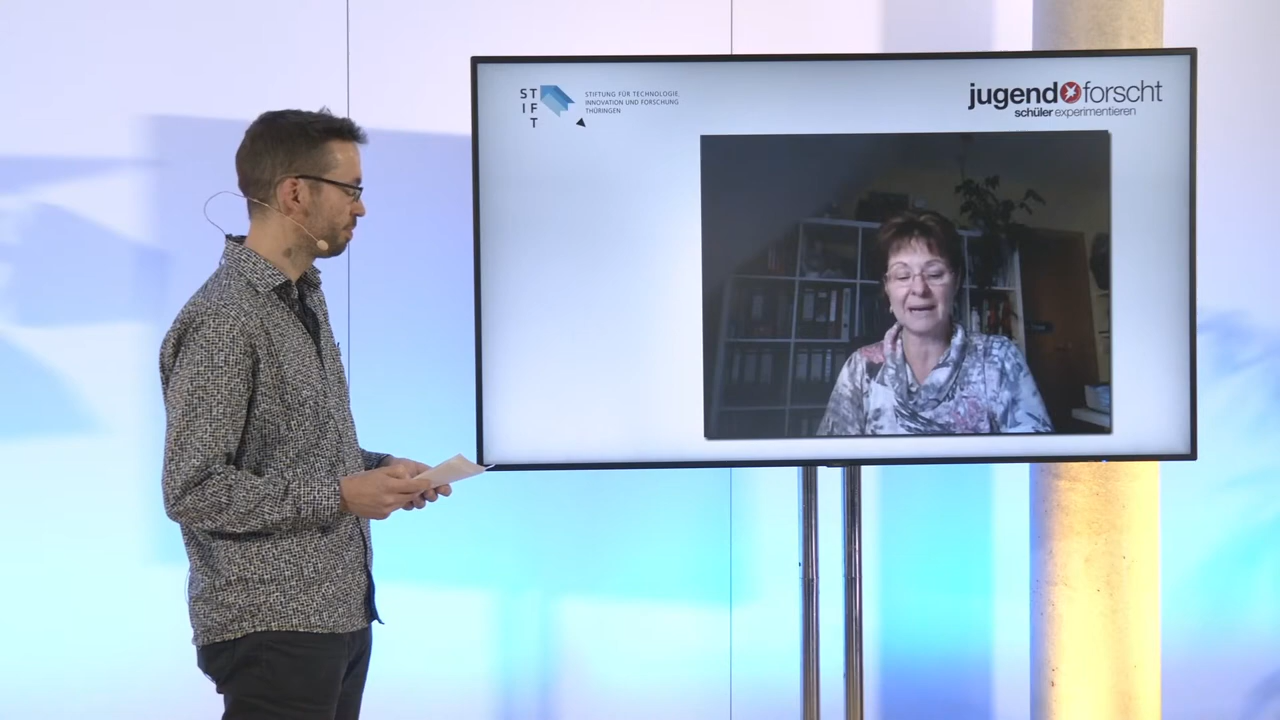 ST
IF
T
STIFTUNG FÜR TECHNOLOGIE,
INNOVATION UND FORSCHUNG
THÜRINGEN
jugend forscht
schüler experimentieren